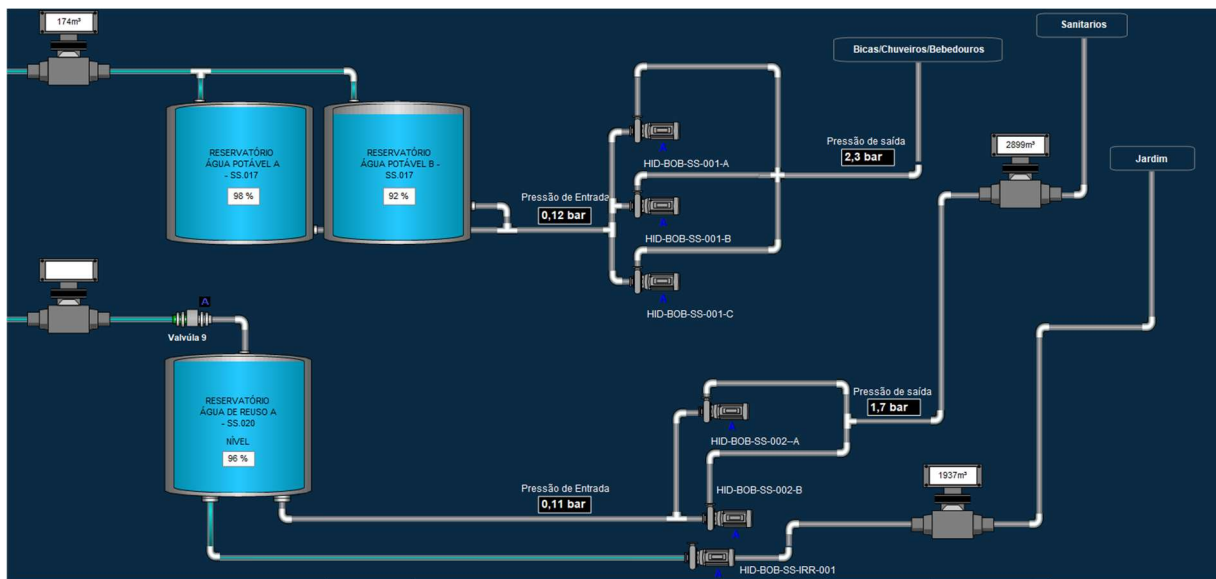 174m³
Sanitarios
Bicas/Chuveiros/Bebedouros
RESERVATÓRIO
ÁGUA POTÁVEL A
- SS.017
98 %
RESERVATÓRIO
ÁGUA POTÁVEL B -
SS.017
92 %
A
HID-BOB-SS-001-A
Pressão de saída
2,3 bar
2899m³
Jardim
Pressão de Entrada
0,12 bar
A
HID-BOB-SS-001-B
A
HID-BOB-SS-001-C
A
Valvúla 9
RESERVATÓRIO
ÁGUA DE REUSO A
- SS.020
NÍVEL
96 %
Pressão de saída
1,7 bar
A
HID-BOB-SS-002--A
Pressão de Entrada
0,11 bar
HID-BOB-SS-002-B
A
1937m³
HID-BOB-SS-IRR-001
A